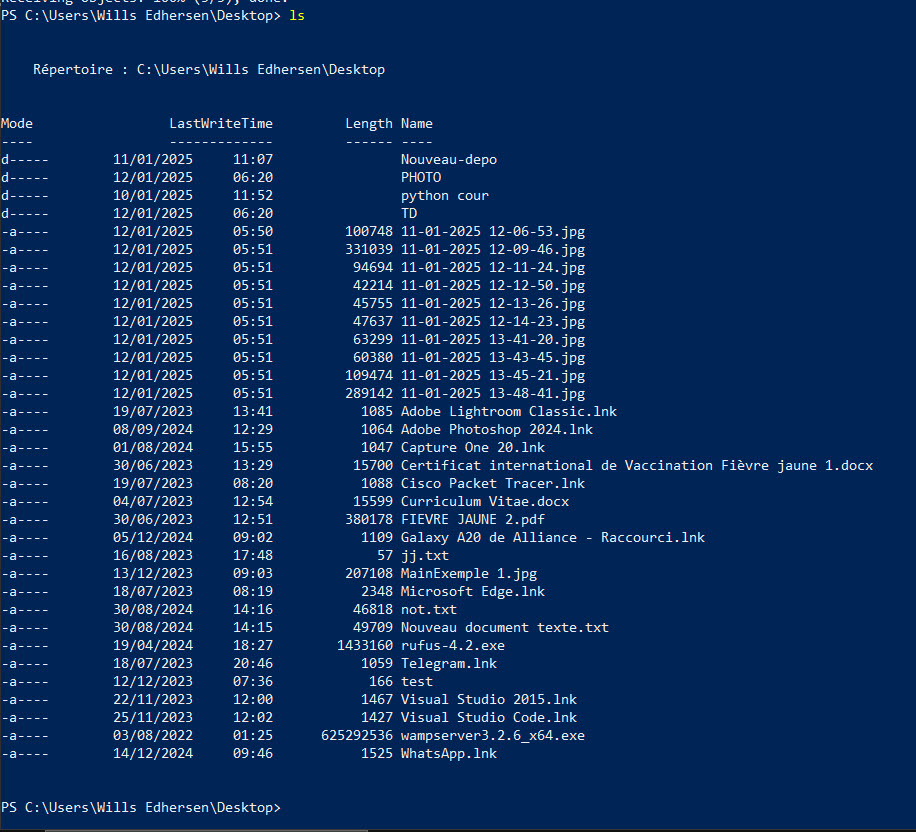 Receiving objects: 100% (3/3), done.
PS C:\Users\Wills Edhersen\Desktop> ls
Répertoire : C:\Users\Wills Edhersen\Desktop
Mode                 LastWriteTime         Length Name
----                 -------------         ------ ----
d-----        11/01/2025     11:07                Nouveau-depo
d-----        12/01/2025     06:20                PHOTO
d-----        10/01/2025     11:52                python cour
d-----        12/01/2025     06:20                TD
-a----        12/01/2025     05:50         100748 11-01-2025 12-06-53.jpg
-a----        12/01/2025     05:51         331039 11-01-2025 12-09-46.jpg
-a----        12/01/2025     05:51          94694 11-01-2025 12-11-24.jpg
-a----        12/01/2025     05:51          42214 11-01-2025 12-12-50.jpg
-a----        12/01/2025     05:51          45755 11-01-2025 12-13-26.jpg
-a----        12/01/2025     05:51          47637 11-01-2025 12-14-23.jpg
-a----        12/01/2025     05:51          63299 11-01-2025 13-41-20.jpg
-a----        12/01/2025     05:51          60380 11-01-2025 13-43-45.jpg
-a----        12/01/2025     05:51         109474 11-01-2025 13-45-21.jpg
-a----        12/01/2025     05:51         289142 11-01-2025 13-48-41.jpg
-a----        19/07/2023     13:41           1085 Adobe Lightroom Classic.lnk
-a----        08/09/2024     12:29           1064 Adobe Photoshop 2024.lnk
-a----        01/08/2024     15:55           1047 Capture One 20.lnk
-a----        30/06/2023     13:29          15700 Certificat international de Vaccination Fièvre jaune 1.docx
-a----        19/07/2023     08:20           1088 Cisco Packet Tracer.lnk
-a----        04/07/2023     12:54          15599 Curriculum Vitae.docx
-a----        30/06/2023     12:51         380178 FIEVRE JAUNE 2.pdf
-a----        05/12/2024     09:02           1109 Galaxy A20 de Alliance - Raccourci.lnk
-a----        16/08/2023     17:48             57 jj.txt
-a----        13/12/2023     09:03         207108 MainExemple 1.jpg
-a----        18/07/2023     08:19           2348 Microsoft Edge.lnk
-a----        30/08/2024     14:16          46818 not.txt
-a----        30/08/2024     14:15          49709 Nouveau document texte.txt
-a----        19/04/2024     18:27        1433160 rufus-4.2.exe
-a----        18/07/2023     20:46           1059 Telegram.lnk
-a----        12/12/2023     07:36            166 test
-a----        22/11/2023     12:00           1467 Visual Studio 2015.lnk
-a----        25/11/2023     12:02           1427 Visual Studio Code.lnk
-a----        03/08/2022     01:25      625292536 wampserver3.2.6_x64.exe
-a----        14/12/2024     09:46           1525 WhatsApp.lnk
PS C:\Users\Wills Edhersen\Desktop>